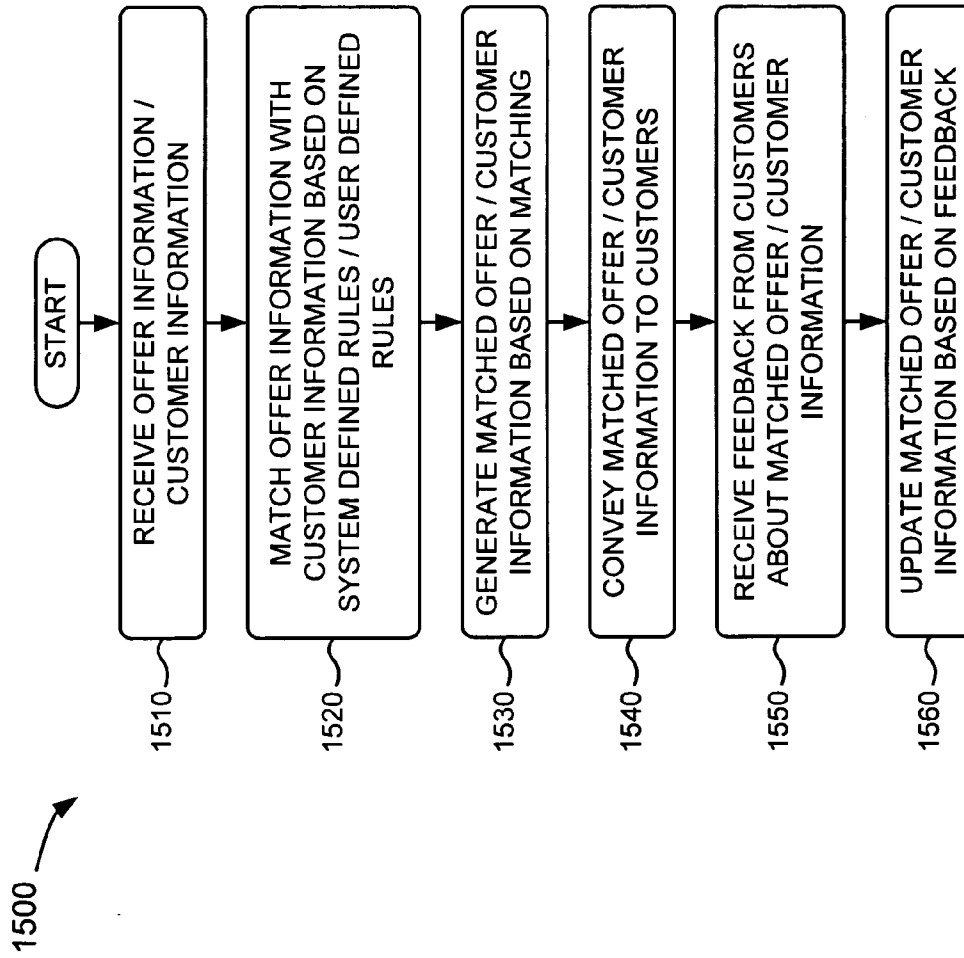 1500
START
1510
RECEIVE OFFER INFORMATION /
CUSTOMER INFORMATION
1520
MATCH OFFER INFORMATION WITH
CUSTOMER INFORMATION BASED ON
SYSTEM DEFINED RULES / USER DEFINED
RULES
1530
GENERATE MATCHED OFFER / CUSTOMER
INFORMATION BASED ON MATCHING
1540
CONVEY MATCHED OFFER / CUSTOMER
INFORMATION TO CUSTOMERS
1550
RECEIVE FEEDBACK FROM CUSTOMERS
ABOUT MATCHED OFFER / CUSTOMER
INFORMATION
1560
UPDATE MATCHED OFFER / CUSTOMER
INFORMATION BASED ON FEEDBACK